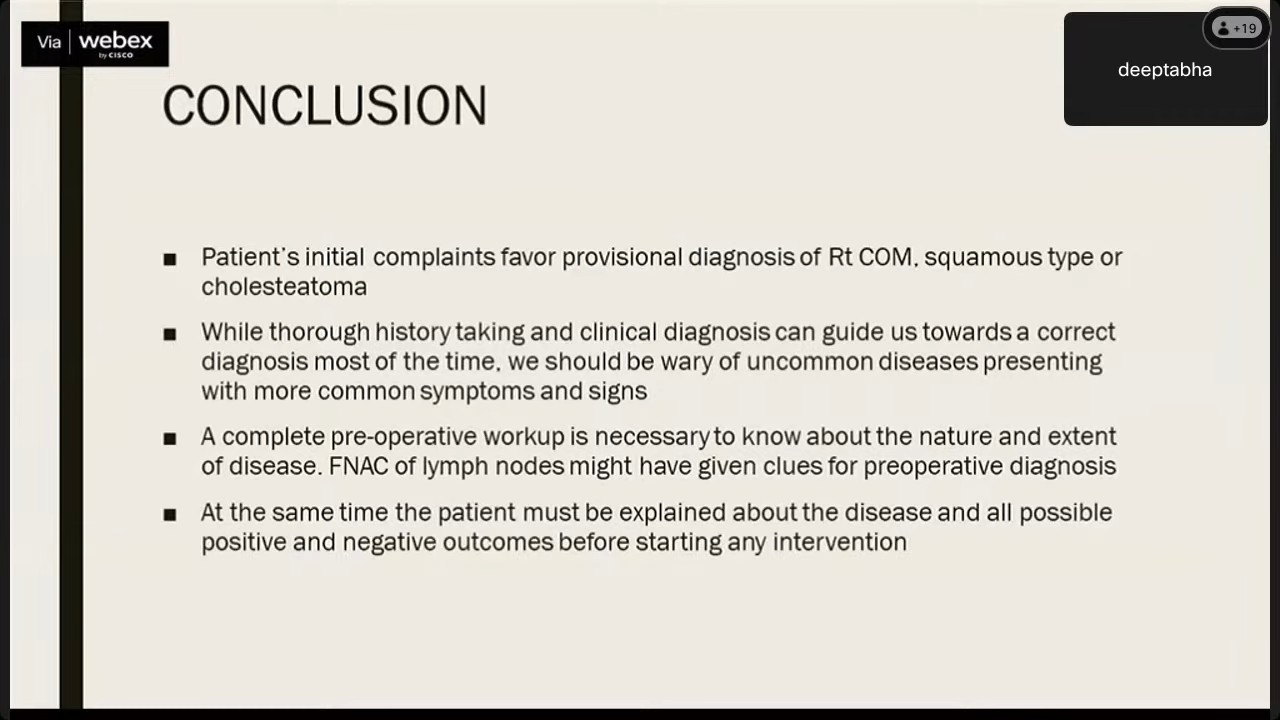 Via webex
by CISCO
+19
deeptabha
CONCLUSION
■ Patient's initial complaints favor provisional diagnosis of Rt COM, squamous type or
cholesteatoma
■ While thorough history taking and clinical diagnosis can guide us towards a correct
diagnosis most of the time, we should be wary of uncommon diseases presenting
with more common symptoms and signs
■ A complete pre-operative workup is necessary to know about the nature and extent
of disease. FNAC of lymph nodes might have given clues for preoperative diagnosis
■ At the same time the patient must be explained about the disease and all possible
positive and negative outcomes before starting any intervention